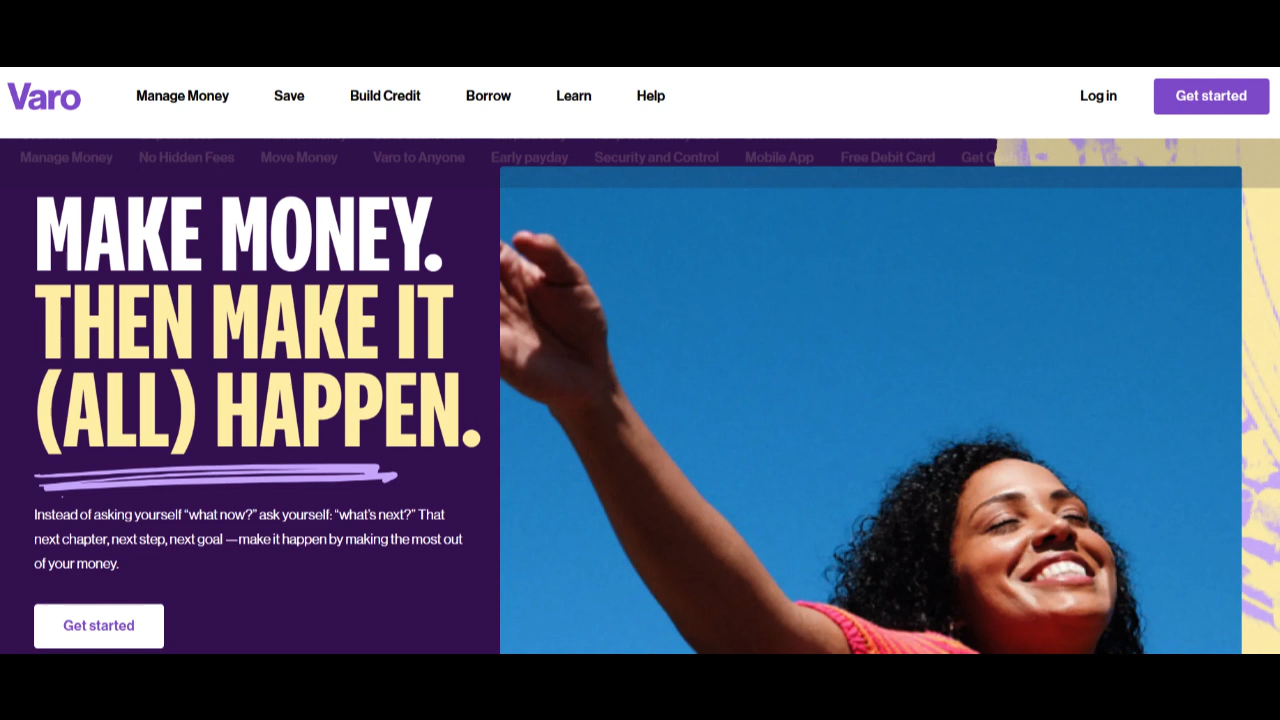 Varo
Manage Money Save Build Credit Borrow Learn Help Log in Get started
Manage Money No Hidden Fees Move Money Varo to Anyone Early payday Security and Control Mobile App Free Debit Card Get
MAKE MONEY.
THEN MAKE IT
(ALL) HAPPEN.
Instead of asking yourself “what now?” ask yourself: “what’s next?” That
next chapter, next step, next goal —make it happen by making the most out
of your money.
Get started